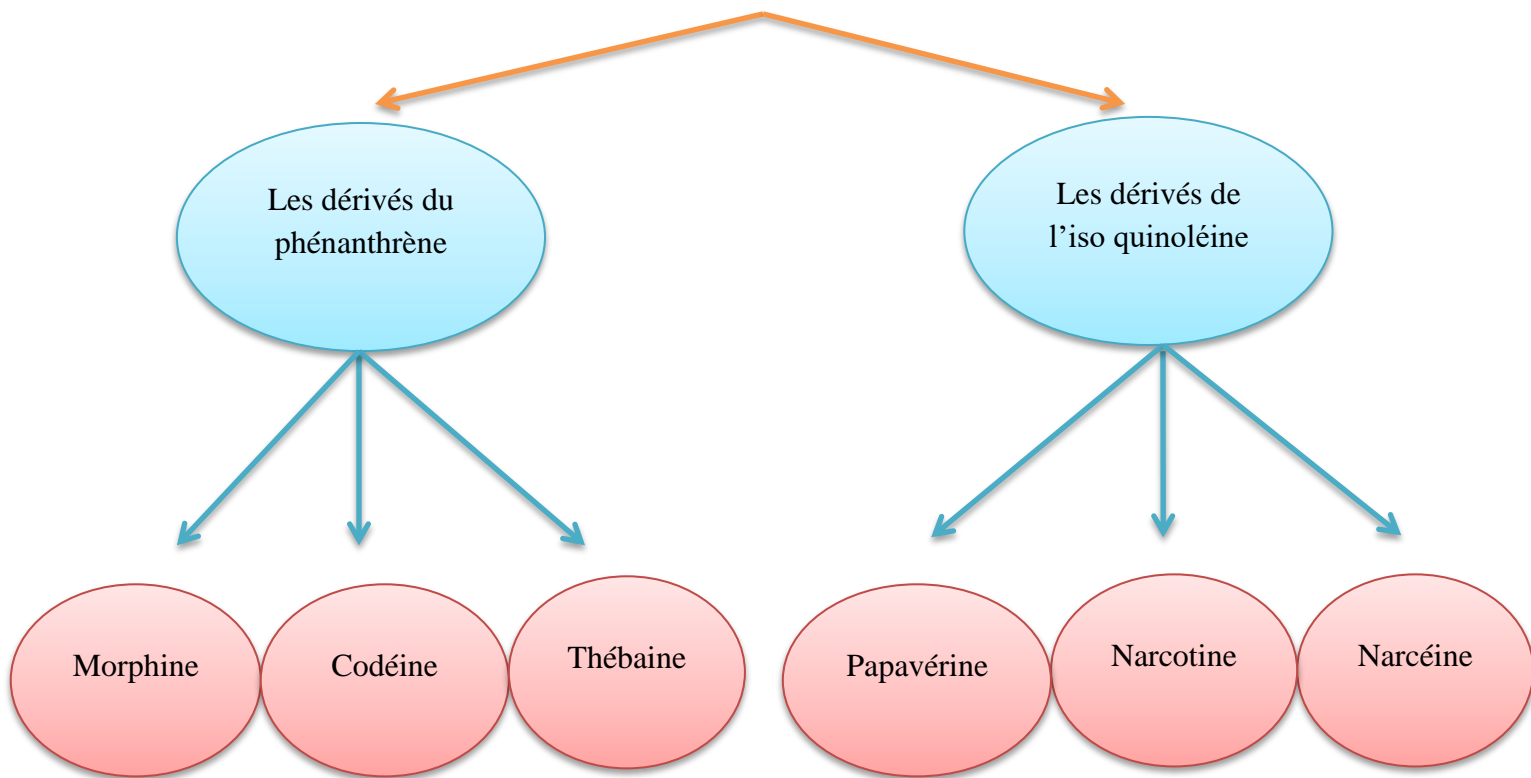 Les dérivés du
phénanthrène
Les dérivés de
l’iso quinoléine
Morphine
Codéine
Thébaine
Papavérine
Narcotine
Narcéine